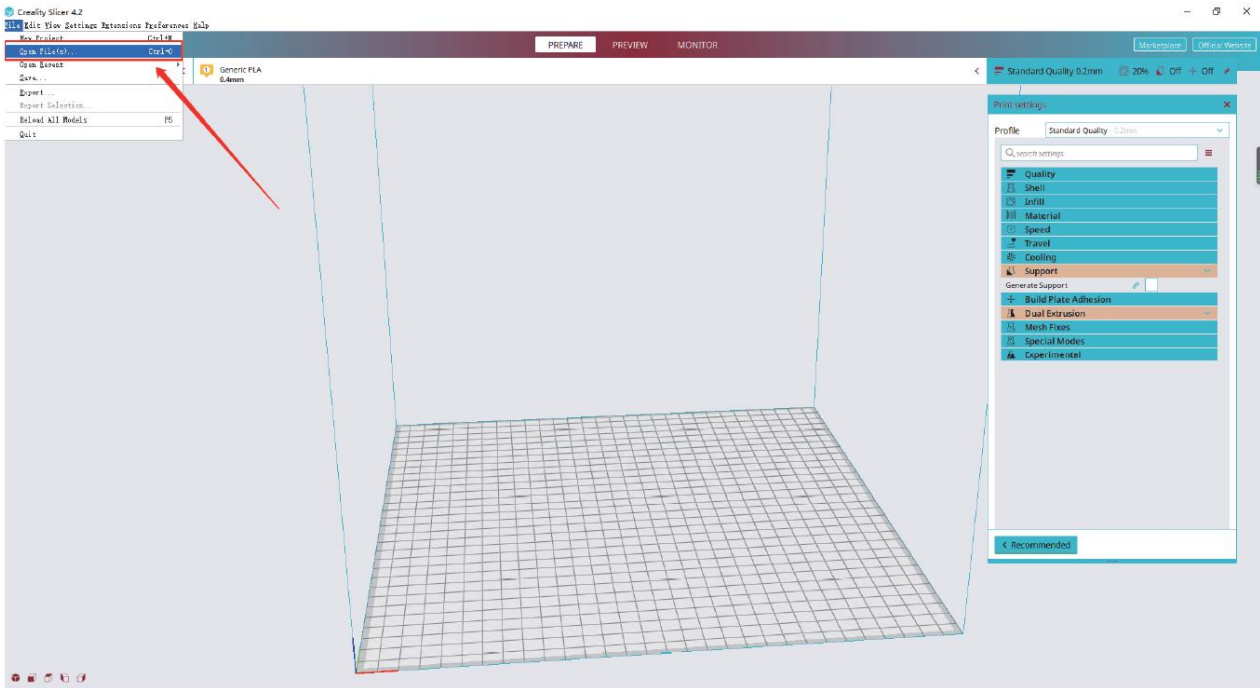 Creality Slicer 4.2
File Edit View Settings Extensions Preferences Help
New Project... Ctrl+N
Open File(s)... Ctrl+O
Open Recent
Save...
Export...
Export Selection...
Reload All Models F5
Quit
PREPARE PREVIEW MONITOR
Marketplace Official Website
Generic PLA
0.4mm
Standard Quality 0.2mm 20% Off Off
Print settings
Profile Standard Quality 0.2mm
search settings
Quality
Shell
Infill
Material
Speed
Travel
Cooling
Support
Generate Support
Build Plate Adhesion
Dual Extrusion
Mesh Fixes
Special Modes
Experimental
Recommended